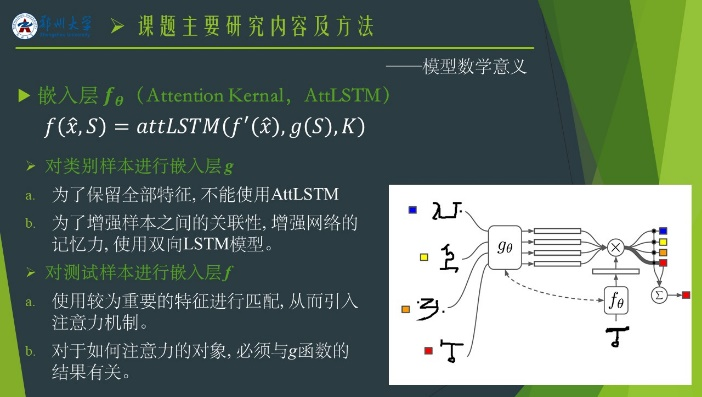 郑州大学
➢ 课题主要研究内容及方法
——模型数学意义
▶ 嵌入层 f_θ（Attention Kernal，AttLSTM）
f(x̂, S) = attLSTM(f′(x̂), g(S), K)
➢ 对类别样本进行嵌入层g
a. 为了保留全部特征, 不能使用AttLSTM
b. 为了增强样本之间的关联性, 增强网络的
记忆力, 使用双向LSTM模型。
➢ 对测试样本进行嵌入层f
a. 使用较为重要的特征进行匹配, 从而引入
注意力机制。
b. 对于如何注意力的对象, 必须与g函数的
结果有关。
g_θ
×
f_θ
Σ